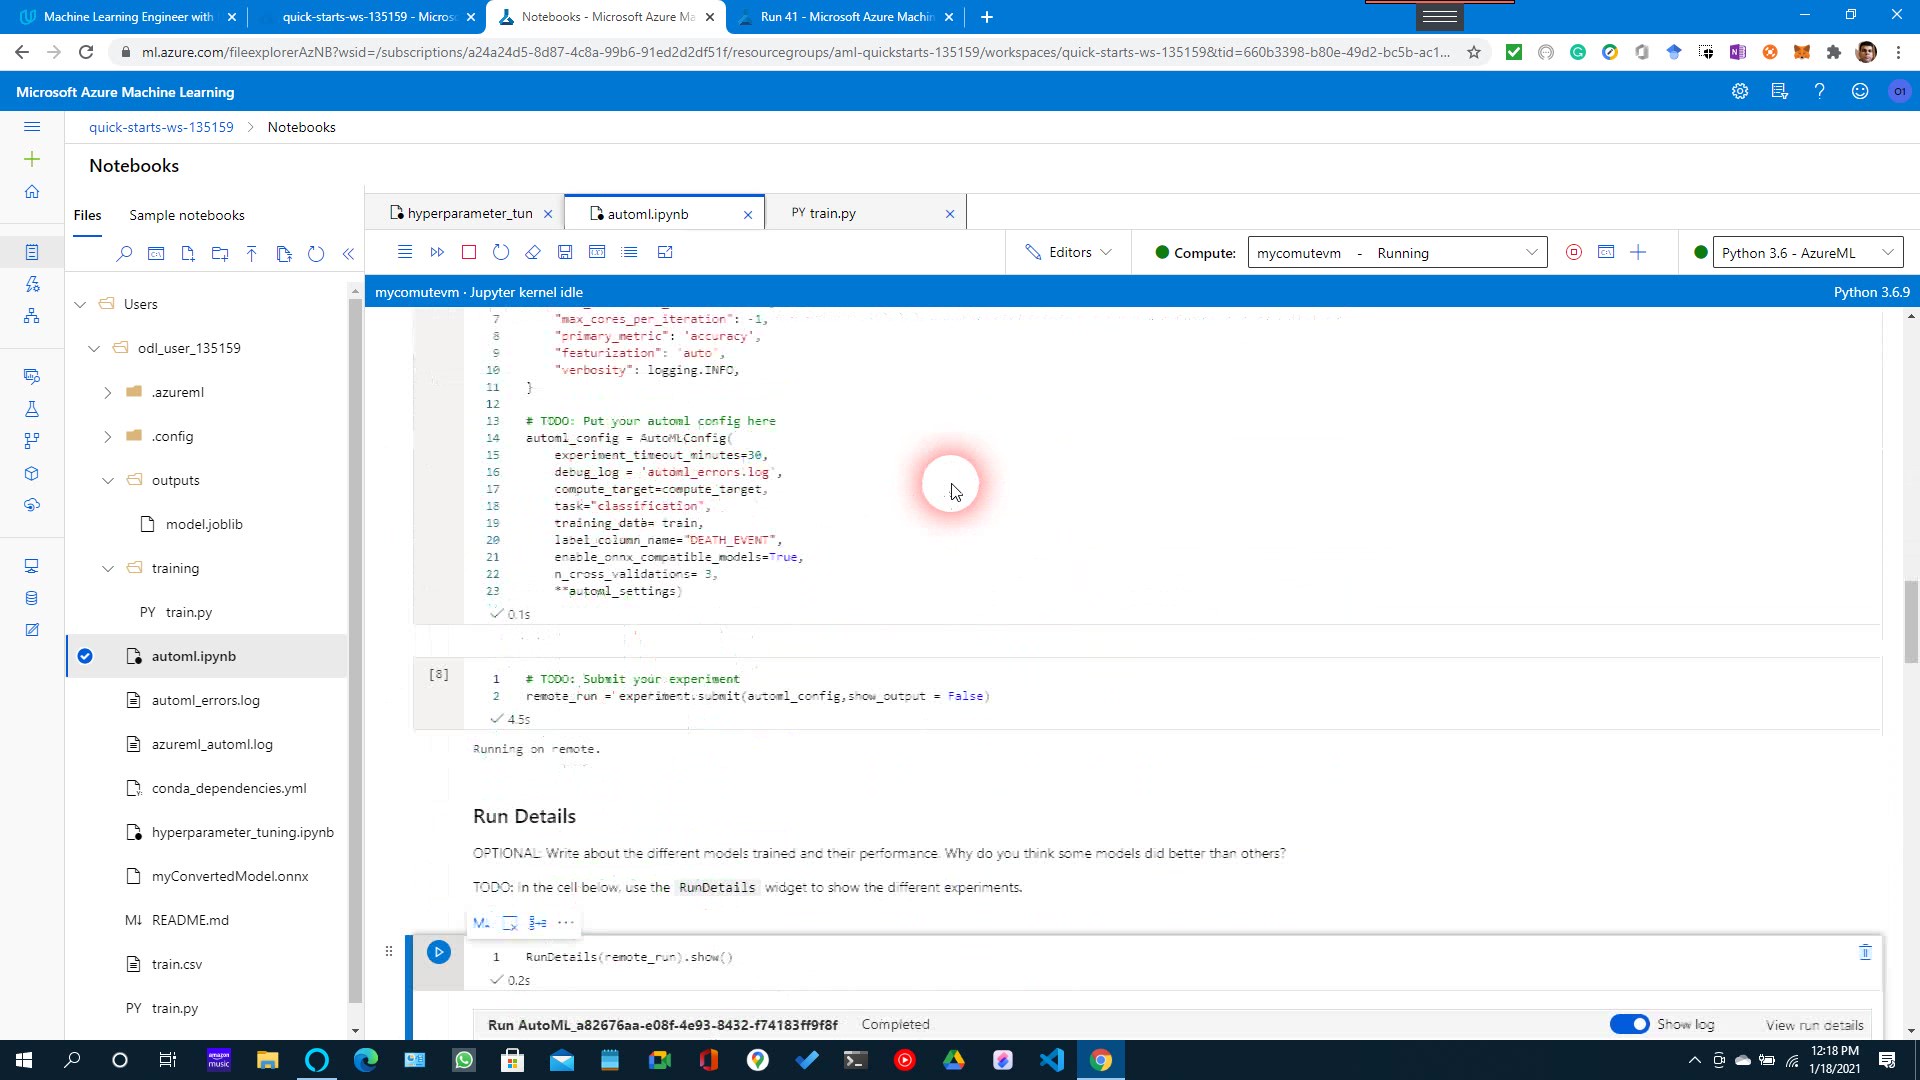 Machine Learning Engineer with
quick-starts-ws-135159 - Microso
Notebooks - Microsoft Azure Ma
Run 41 - Microsoft Azure Machin
ml.azure.com/fileexplorerAzNB?wsid=/subscriptions/a24a24d5-8d87-4c8a-99b6-91ed2d2df51f/resourcegroups/aml-quickstarts-135159/workspaces/quick-starts-ws-135159&tid=660b3398-b80e-49d2-bc5b-ac1...
Microsoft Azure Machine Learning
O1
quick-starts-ws-135159 > Notebooks
Notebooks
Files
Sample notebooks
hyperparameter_tun
automl.ipynb
PY train.py
Editors
Compute:
mycomutevm - Running
Python 3.6 - AzureML
mycomutevm · Jupyter kernel idle
Python 3.6.9
Users
odl_user_135159
.azureml
.config
outputs
model.joblib
training
PY train.py
automl.ipynb
automl_errors.log
azureml_automl.log
conda_dependencies.yml
hyperparameter_tuning.ipynb
myConvertedModel.onnx
README.md
train.csv
PY train.py
7 "max_cores_per_iteration": -1,
8 "primary_metric": 'accuracy',
9 "featurization": 'auto',
10 "verbosity": logging.INFO,
11 }
12
13 # TODO: Put your automl config here
14 automl_config = AutoMLConfig(
15 experiment_timeout_minutes=30,
16 debug_log = 'automl_errors.log',
17 compute_target=compute_target,
18 task="classification",
19 training_data= train,
20 label_column_name="DEATH_EVENT",
21 enable_onnx_compatible_models=True,
22 n_cross_validations= 3,
23 **automl_settings)
0.1s
[8]
1 # TODO: Submit your experiment
2 remote_run = experiment.submit(automl_config,show_output = False)
4.5s
Running on remote.
Run Details
OPTIONAL: Write about the different models trained and their performance. Why do you think some models did better than others?
TODO: In the cell below, use the RunDetails widget to show the different experiments.
1 RunDetails(remote_run).show()
0.2s
Run AutoML_a82676aa-e08f-4e93-8432-f74183ff9f8f Completed
Show log
View run details
amazon music
12:18 PM
1/18/2021